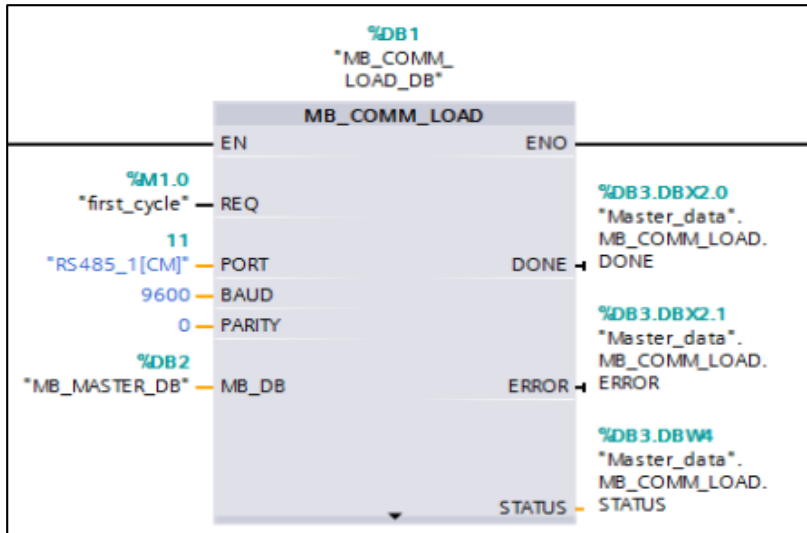 %DB1
"MB_COMM_
LOAD_DB"
MB_COMM_LOAD
EN
ENO
%M1.0
"first_cycle"
REQ
11
"RS485_1[CM]"
PORT
9600
BAUD
0
PARITY
%DB2
"MB_MASTER_DB"
MB_DB
%DB3.DBX2.0
"Master_data".
MB_COMM_LOAD.
DONE
DONE
%DB3.DBX2.1
"Master_data".
MB_COMM_LOAD.
ERROR
ERROR
%DB3.DBW4
"Master_data".
MB_COMM_LOAD.
STATUS
STATUS